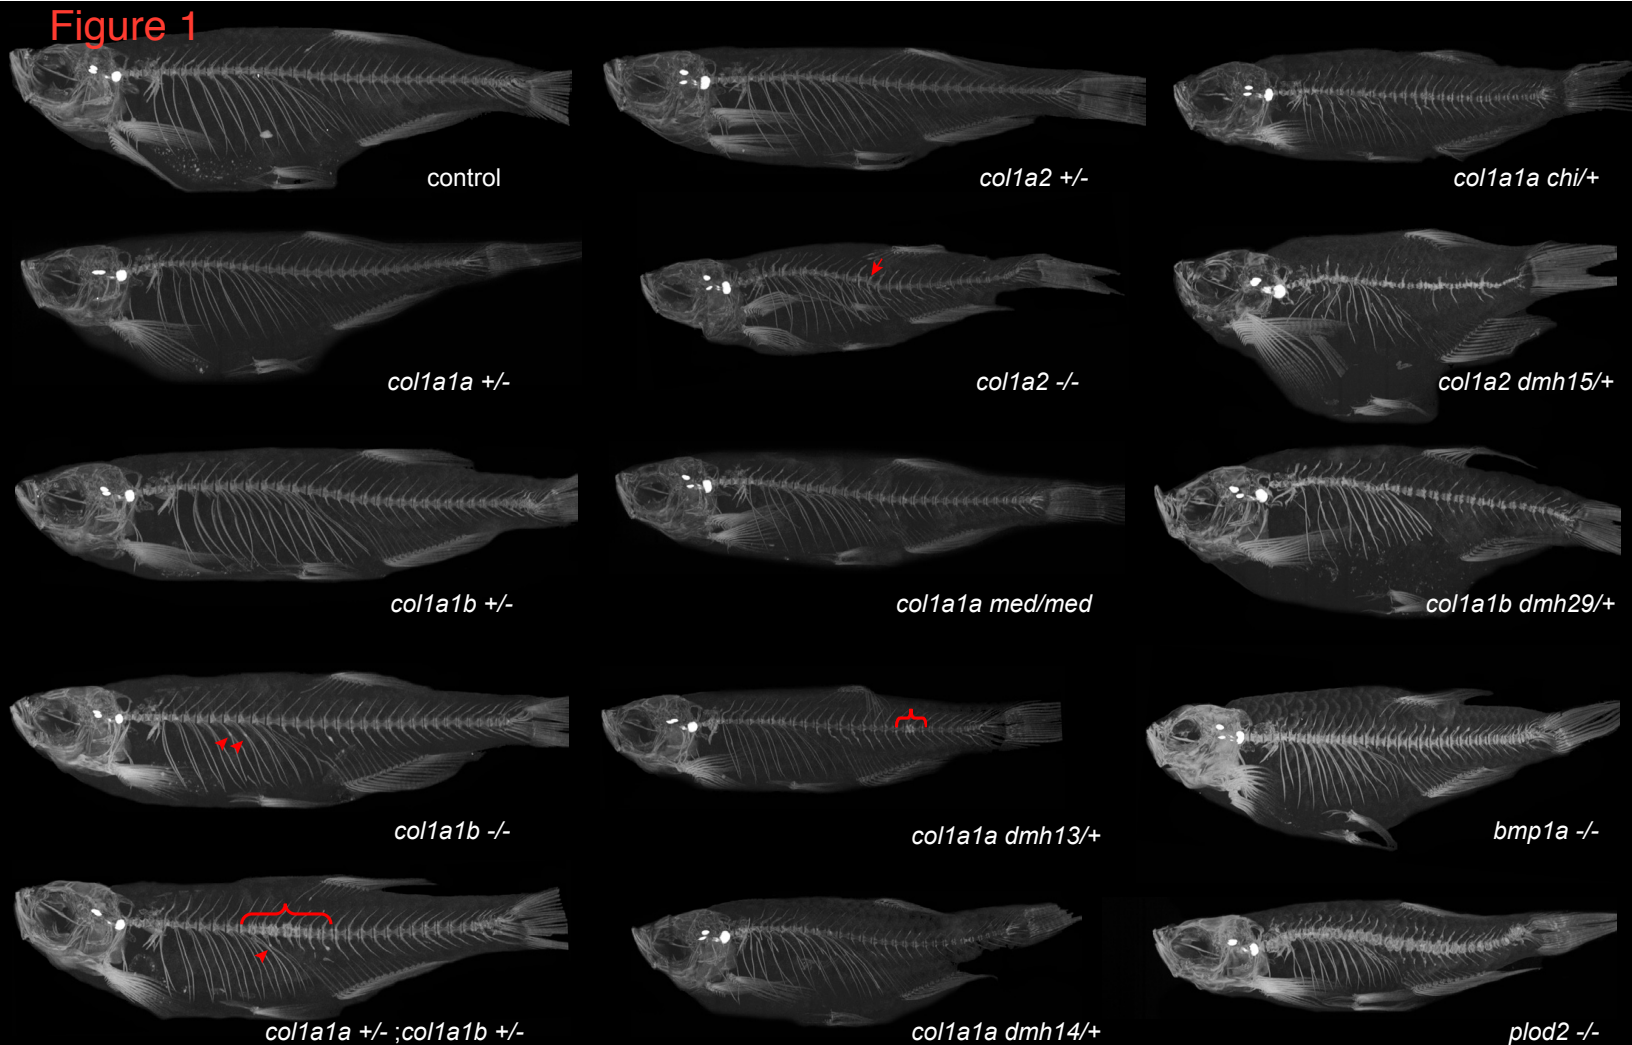 Figure 1
control
col1a2 +/-
col1a1a chi/+
col1a1a +/-
col1a2 -/-
col1a2 dmh15/+
col1a1b +/-
col1a1a med/med
col1a1b dmh29/+
col1a1b -/-
col1a1a dmh13/+
bmp1a -/-
col1a1a +/- ;col1a1b +/-
col1a1a dmh14/+
plod2 -/-